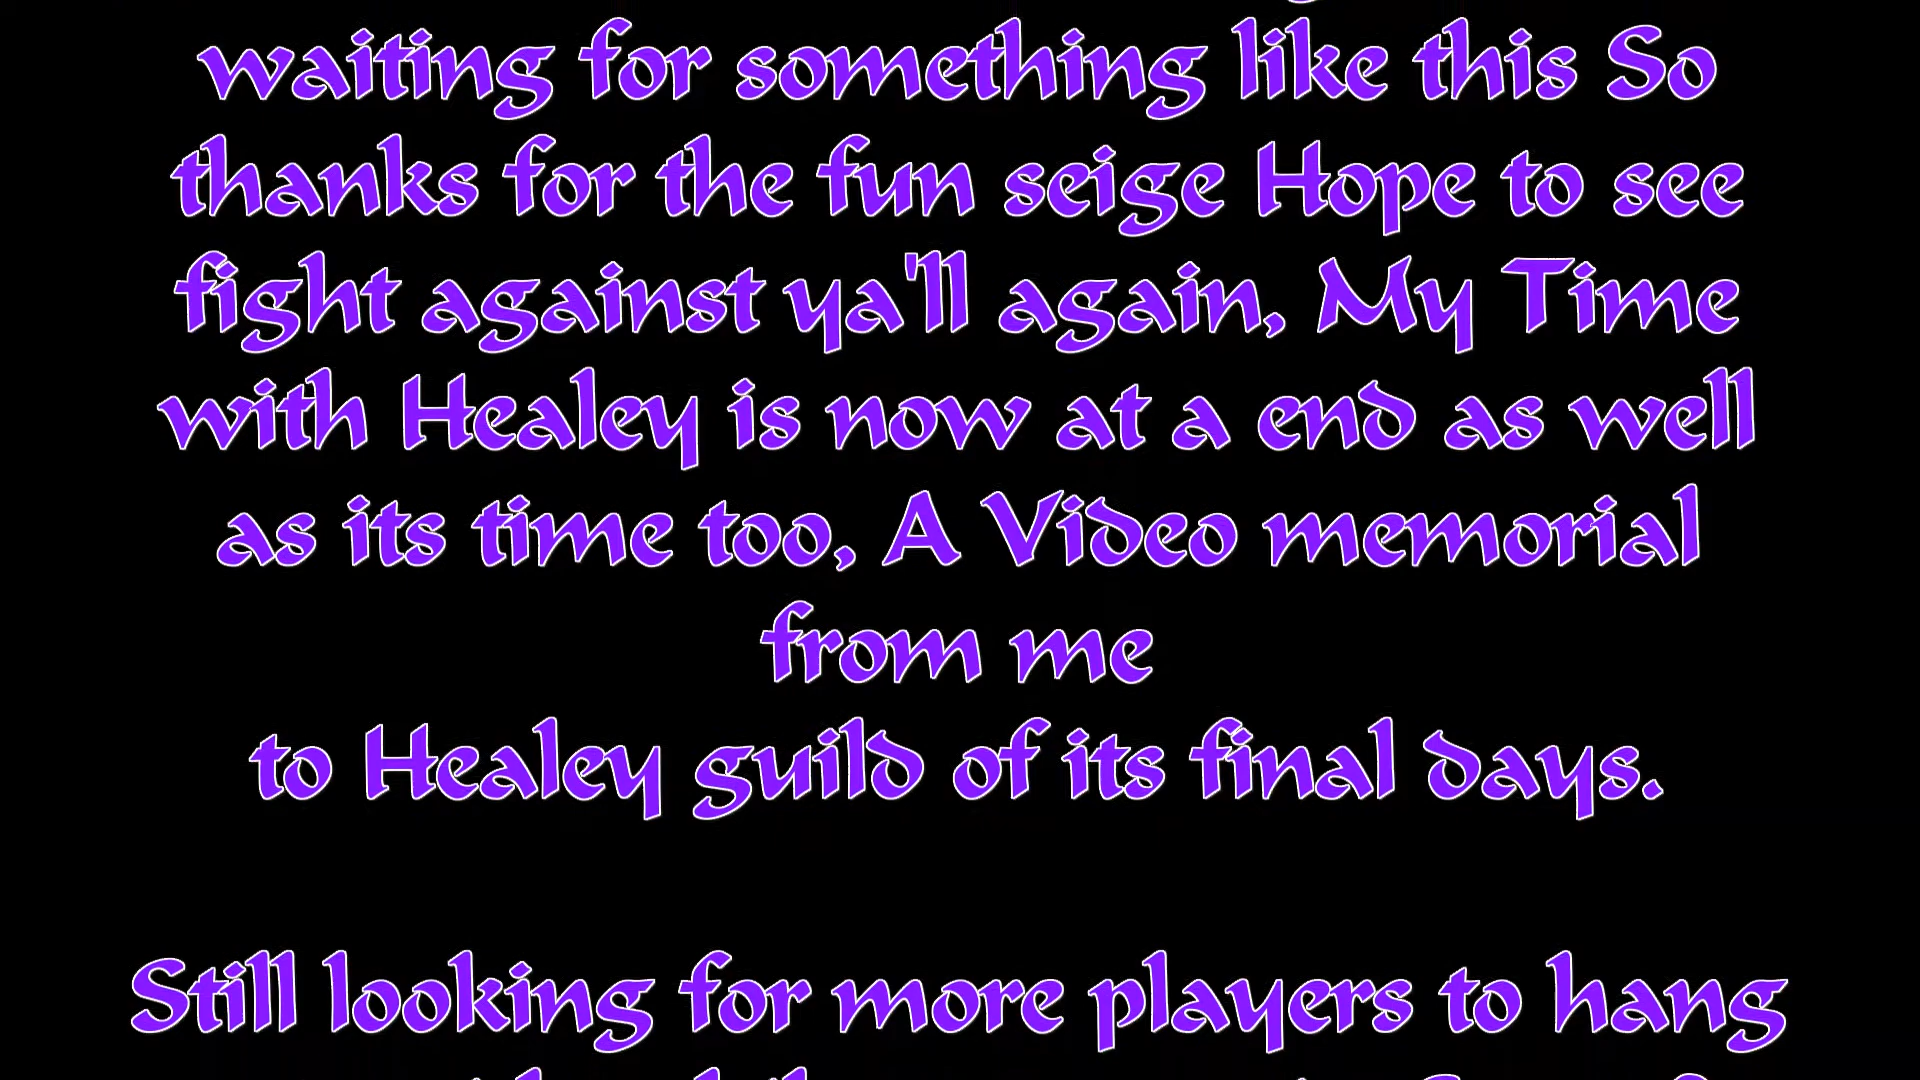 waiting for something like this So
thanks for the fun seige Hope to see
fight against ya'll again, My Time
with Healey is now at a end as well
as its time too, A Video memorial
from me
to Healey guild of its final days.
Still looking for more players to hang